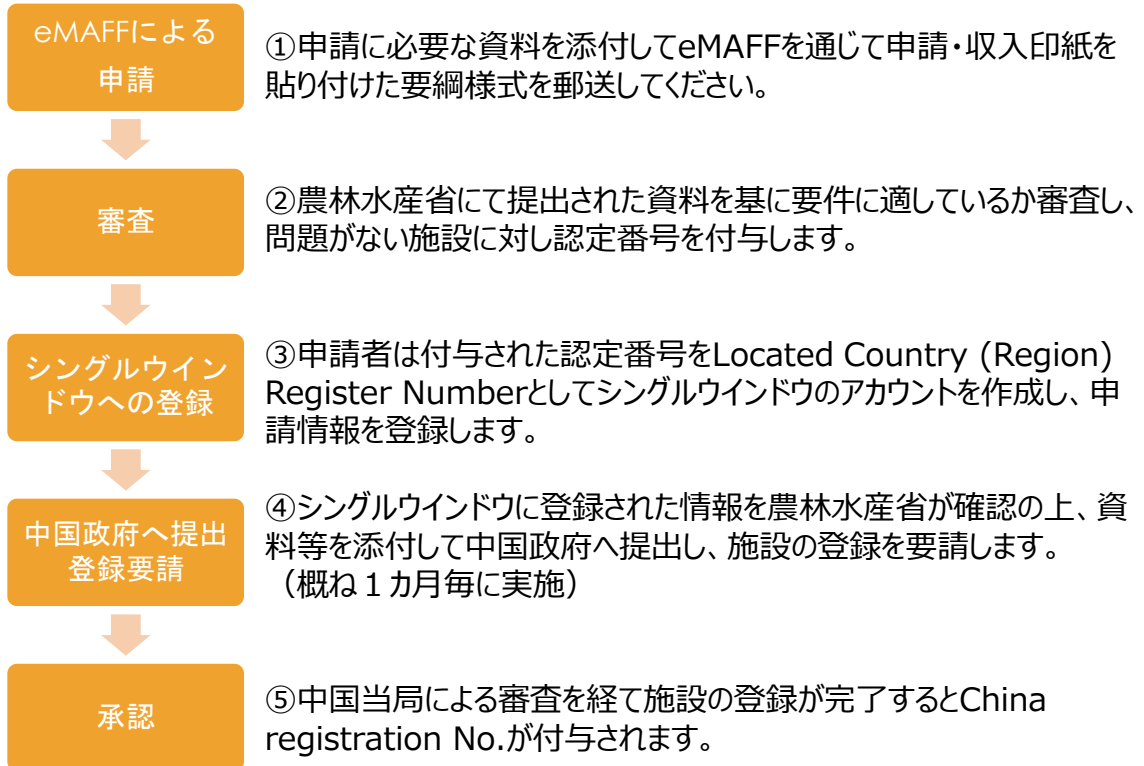 eMAFFによる
申請
①申請に必要な資料を添付してeMAFFを通じて申請・収入印紙を
貼り付けた要綱様式を郵送してください。
審査
②農林水産省にて提出された資料を基に要件に適しているか審査し、
問題がない施設に対し認定番号を付与します。
シングルウイン
ドウへの登録
③申請者は付与された認定番号をLocated Country (Region)
Register Numberとしてシングルウインドウのアカウントを作成し、申
請情報を登録します。
中国政府へ提出
登録要請
④シングルウインドウに登録された情報を農林水産省が確認の上、資
料等を添付して中国政府へ提出し、施設の登録を要請します。
（概ね１カ月毎に実施）
承認
⑤中国当局による審査を経て施設の登録が完了するとChina
registration No.が付与されます。